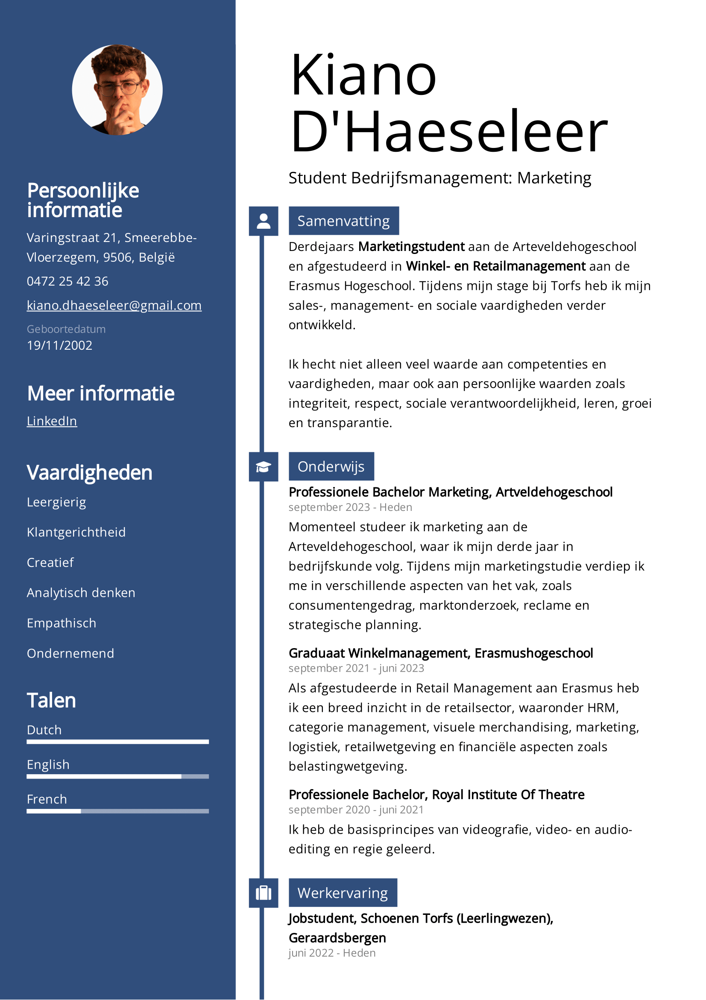 Kiano
D'Haeseleer
Student Bedrijfsmanagement: Marketing
Persoonlijke
informatie
Varingstraat 21, Smeerebbe-
Vloerzegem, 9506, België
0472 25 42 36
kiano.dhaeseleer@gmail.com
Geboortedatum
19/11/2002
Meer informatie
LinkedIn
Vaardigheden
Leergierig
Klantgerichtheid
Creatief
Analytisch denken
Empathisch
Ondernemend
Talen
Dutch
English
French
Samenvatting
Derdejaars Marketingstudent aan de Arteveldehogeschool
en afgestudeerd in Winkel- en Retailmanagement aan de
Erasmus Hogeschool. Tijdens mijn stage bij Torfs heb ik mijn
sales-, management- en sociale vaardigheden verder
ontwikkeld.
Ik hecht niet alleen veel waarde aan competenties en
vaardigheden, maar ook aan persoonlijke waarden zoals
integriteit, respect, sociale verantwoordelijkheid, leren, groei
en transparantie.
Onderwijs
Professionele Bachelor Marketing, Artveldehogeschool
september 2023 - Heden
Momenteel studeer ik marketing aan de
Arteveldehogeschool, waar ik mijn derde jaar in
bedrijfskunde volg. Tijdens mijn marketingstudie verdiep ik
me in verschillende aspecten van het vak, zoals
consumentengedrag, marktonderzoek, reclame en
strategische planning.
Graduaat Winkelmanagement, Erasmushogeschool
september 2021 - juni 2023
Als afgestudeerde in Retail Management aan Erasmus heb
ik een breed inzicht in de retailsector, waaronder HRM,
categorie management, visuele merchandising, marketing,
logistiek, retailwetgeving en financiële aspecten zoals
belastingwetgeving.
Professionele Bachelor, Royal Institute Of Theatre
september 2020 - juni 2021
Ik heb de basisprincipes van videografie, video- en audio-
editing en regie geleerd.
Werkervaring
Jobstudent, Schoenen Torfs (Leerlingwezen),
Geraardsbergen
juni 2022 - Heden